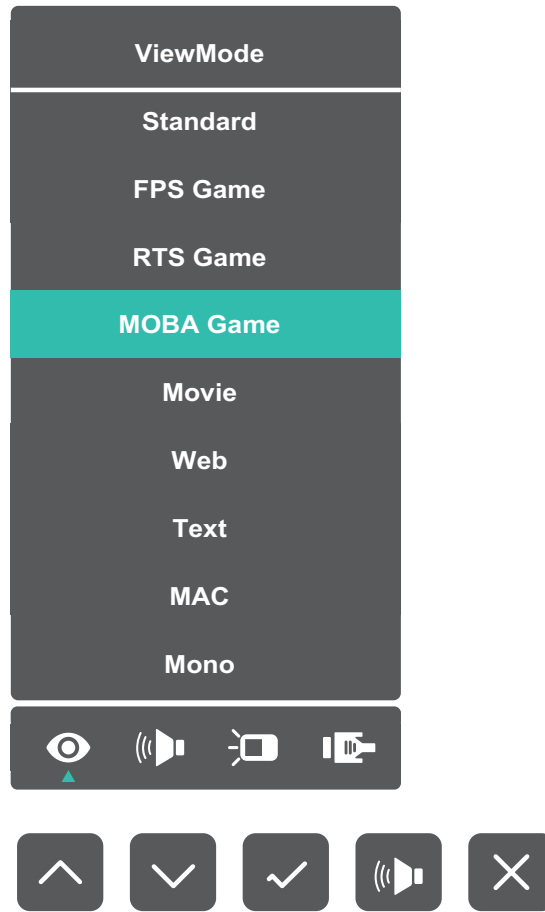 ViewMode
Standard
FPS Game
RTS Game
MOBA Game
Movie
Web
Text
MAC
Mono